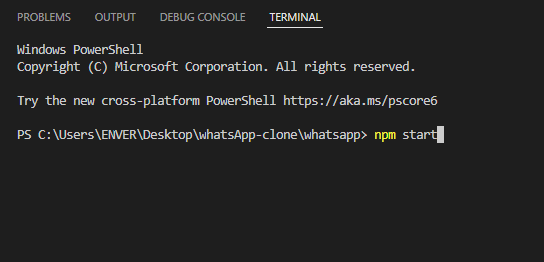 PROBLEMS OUTPUT DEBUG CONSOLE TERMINAL
Windows PowerShell
Copyright (C) Microsoft Corporation. All rights reserved.
Try the new cross-platform PowerShell https://aka.ms/pscore6
PS C:\Users\ENVER\Desktop\whatsApp-clone\whatsapp> npm start